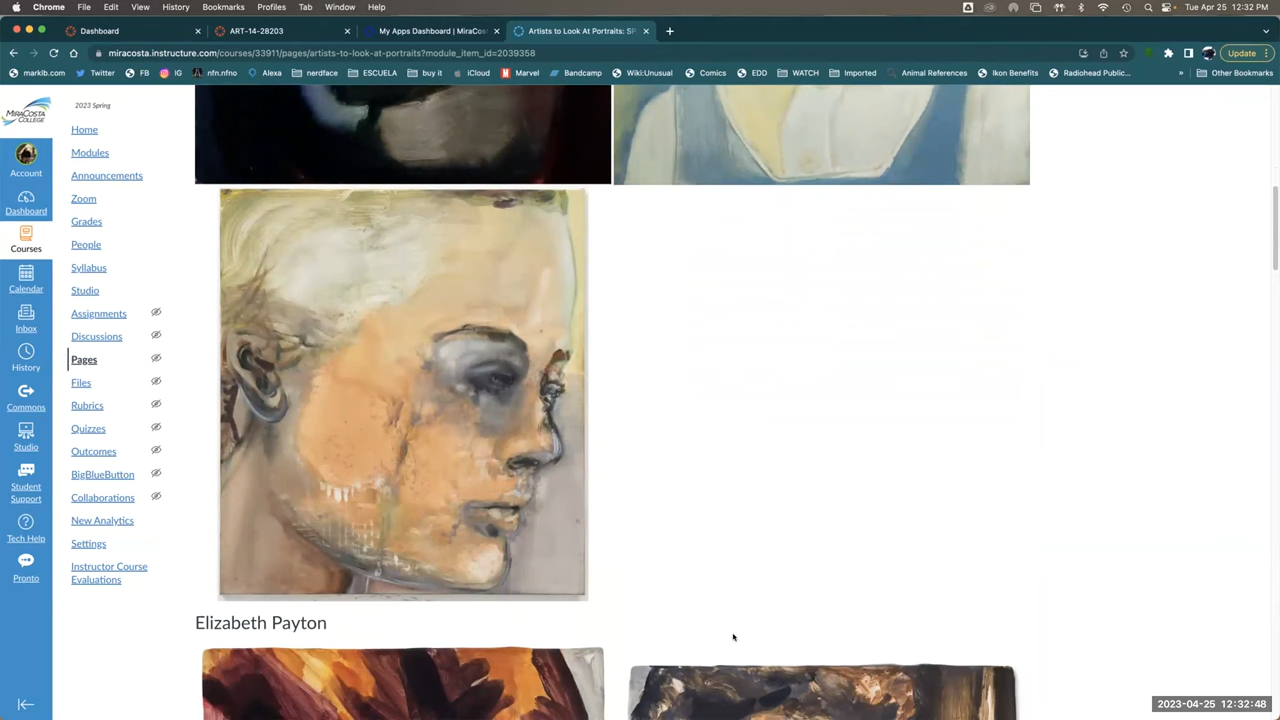 Chrome File Edit View History Bookmarks Profiles Tab Window Help Tue Apr 25 12:32 PM
Dashboard ART-14-28203 My Apps Dashboard | MiraCos Artists to Look At Portraits: SP
miracosta.instructure.com/courses/33911/pages/artists-to-look-at-portraits?module_item_id=2039358 Update
marklb.com Twitter FB IG nfn.nfno Alexa nerdface ESCUELA buy it iCloud Marvel Bandcamp Wiki:Unusual Comics EDD WATCH Imported Animal References Ikon Benefits Radiohead Public... » Other Bookmarks
MIRACOSTA COLLEGE
Account
Dashboard
Courses
Calendar
Inbox
History
Commons
Studio
Student
Support
Tech Help
Pronto
2023 Spring
Home
Modules
Announcements
Zoom
Grades
People
Syllabus
Studio
Assignments
Discussions
Pages
Files
Rubrics
Quizzes
Outcomes
BigBlueButton
Collaborations
New Analytics
Settings
Instructor Course
Evaluations
Elizabeth Payton
2023-04-25 12:32:48